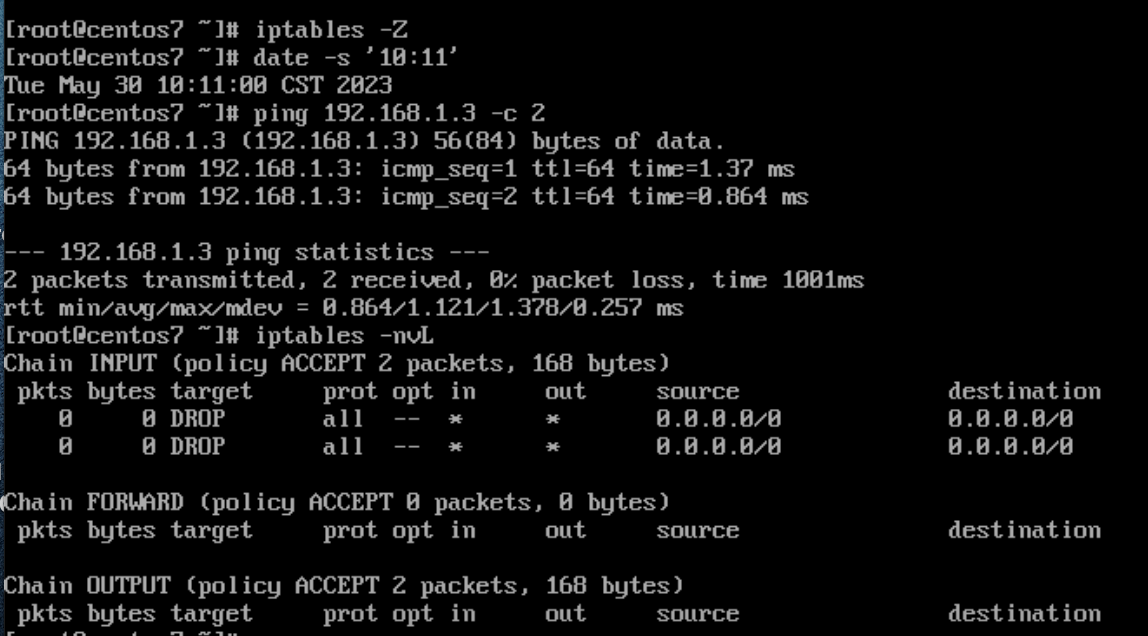 [root@centos7 ~]# iptables -Z
[root@centos7 ~]# date -s '10:11'
Tue May 30 10:11:00 CST 2023
[root@centos7 ~]# ping 192.168.1.3 -c 2
PING 192.168.1.3 (192.168.1.3) 56(84) bytes of data.
64 bytes from 192.168.1.3: icmp_seq=1 ttl=64 time=1.37 ms
64 bytes from 192.168.1.3: icmp_seq=2 ttl=64 time=0.864 ms
--- 192.168.1.3 ping statistics ---
2 packets transmitted, 2 received, 0% packet loss, time 1001ms
rtt min/avg/max/mdev = 0.864/1.121/1.378/0.257 ms
[root@centos7 ~]# iptables -nvL
Chain INPUT (policy ACCEPT 2 packets, 168 bytes)
pkts bytes target prot opt in out source destination
0 0 DROP all -- * * 0.0.0.0/0 0.0.0.0/0
0 0 DROP all -- * * 0.0.0.0/0 0.0.0.0/0
Chain FORWARD (policy ACCEPT 0 packets, 0 bytes)
pkts bytes target prot opt in out source destination
Chain OUTPUT (policy ACCEPT 2 packets, 168 bytes)
pkts bytes target prot opt in out source destination